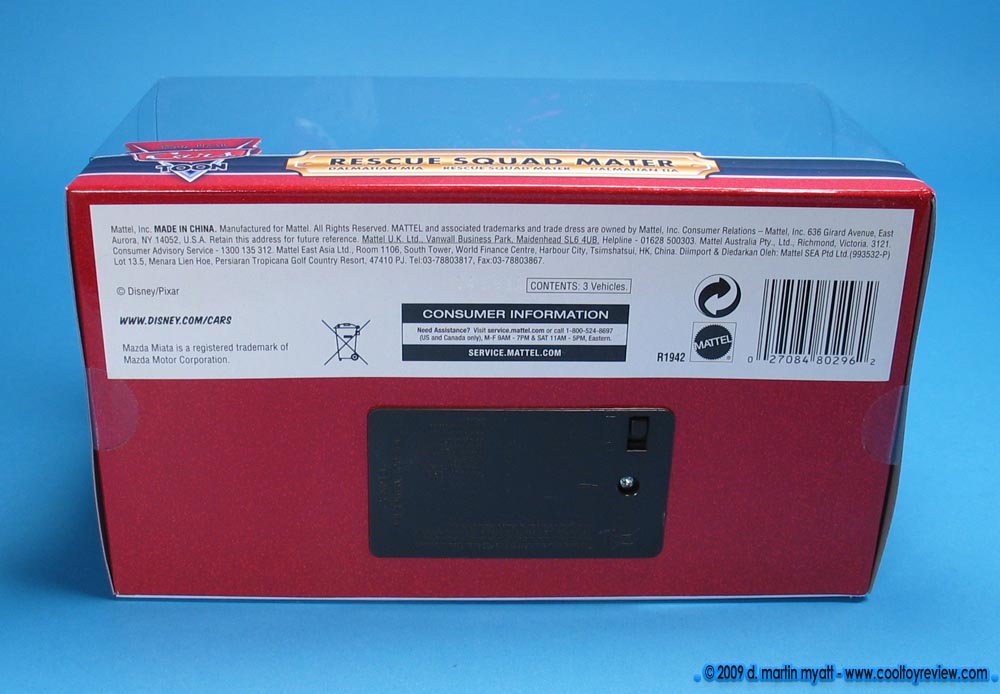 TOON
RESCUE SQUAD MATER
DALMATIAN MIA RESCUE SQUAD MATER DALMATIAN TIA
Mattel, Inc. MADE IN CHINA. Manufactured for Mattel. All Rights Reserved. MATTEL and associated trademarks and trade dress are owned by Mattel, Inc. Consumer Relations – Mattel, Inc. 636 Girard Avenue, East
Aurora, NY 14052, U.S.A. Retain this address for future reference. Mattel U.K. Ltd., Vanwall Business Park, Maidenhead SL6 4UB. Helpline - 01628 500303. Mattel Australia Pty., Ltd., Richmond, Victoria. 3121.
Consumer Advisory Service - 1300 135 312. Mattel East Asia Ltd., Room 1106, South Tower, World Finance Centre, Harbour City, Tsimshatsui, HK, China. Diimport & Diedarkan Oleh: Mattel SEA Ptd Ltd.(993532-P)
Lot 13.5, Menara Lien Hoe, Persiaran Tropicana Golf Country Resort, 47410 PJ. Tel:03-78803817, Fax:03-78803867.
© Disney/Pixar
CONTENTS: 3 Vehicles.
WWW.DISNEY.COM/CARS
CONSUMER INFORMATION
Need Assistance? Visit service.mattel.com or call 1-800-524-8697
(US and Canada only), M-F 9AM - 7PM & SAT 11AM - 5PM, Eastern.
SERVICE.MATTEL.COM
Mazda Miata is a registered trademark of
Mazda Motor Corporation.
R1942
MATTEL
0 27084 80296 2
© 2009 d. martin myatt - www.cooltoyreview.com